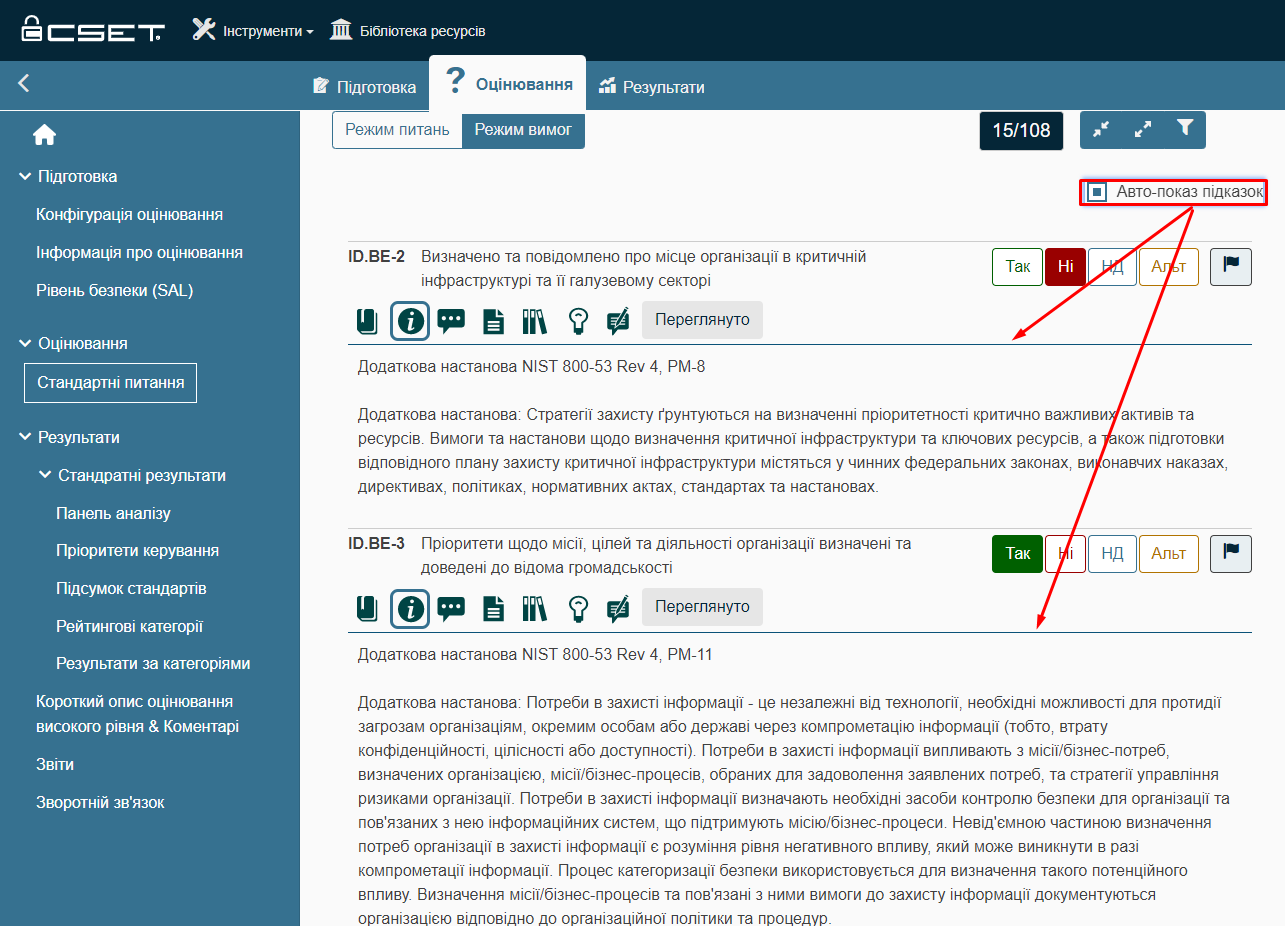 CSET
Інструменти
Бібліотека ресурсів
Підготовка
? Оцінювання
Результати
Режим питань
Режим вимог
15/108
Авто-показ підказок
Підготовка
Конфігурація оцінювання
Інформація про оцінювання
Рівень безпеки (SAL)
Оцінювання
Стандартні питання
Результати
Стандратні результати
Панель аналізу
Пріоритети керування
Підсумок стандартів
Рейтингові категорії
Результати за категоріями
Короткий опис оцінювання
високого рівня & Коментарі
Звіти
Зворотній зв'язок
ID.BE-2 Визначено та повідомлено про місце організації в критичній
інфраструктурі та її галузевому секторі
Так Ні НД Альт
Переглянуто
Додаткова настанова NIST 800-53 Rev 4, PM-8
Додаткова настанова: Стратегії захисту ґрунтуються на визначенні пріоритетності критично важливих активів та
ресурсів. Вимоги та настанови щодо визначення критичної інфраструктури та ключових ресурсів, а також підготовки
відповідного плану захисту критичної інфраструктури містяться у чинних федеральних законах, виконавчих наказах,
директивах, політиках, нормативних актах, стандартах та настановах.
ID.BE-3 Пріоритети щодо місії, цілей та діяльності організації визначені та
доведені до відома громадськості
Так Ні НД Альт
Переглянуто
Додаткова настанова NIST 800-53 Rev 4, PM-11
Додаткова настанова: Потреби в захисті інформації - це незалежні від технології, необхідні можливості для протидії
загрозам організаціям, окремим особам або державі через компрометацію інформації (тобто, втрату
конфіденційності, цілісності або доступності). Потреби в захисті інформації випливають з місії/бізнес-потреб,
визначених організацією, місії/бізнес-процесів, обраних для задоволення заявлених потреб, та стратегії управління
ризиками організації. Потреби в захисті інформації визначають необхідні засоби контролю безпеки для організації та
пов'язаних з нею інформаційних систем, що підтримують місію/бізнес-процеси. Невід'ємною частиною визначення
потреб організації в захисті інформації є розуміння рівня негативного впливу, який може виникнути в разі
компрометації інформації. Процес категоризації безпеки використовується для визначення такого потенційного
впливу. Визначення місії/бізнес-процесів та пов'язані з ними вимоги до захисту інформації документуються
організацією відповідно до організаційної політики та процедур.